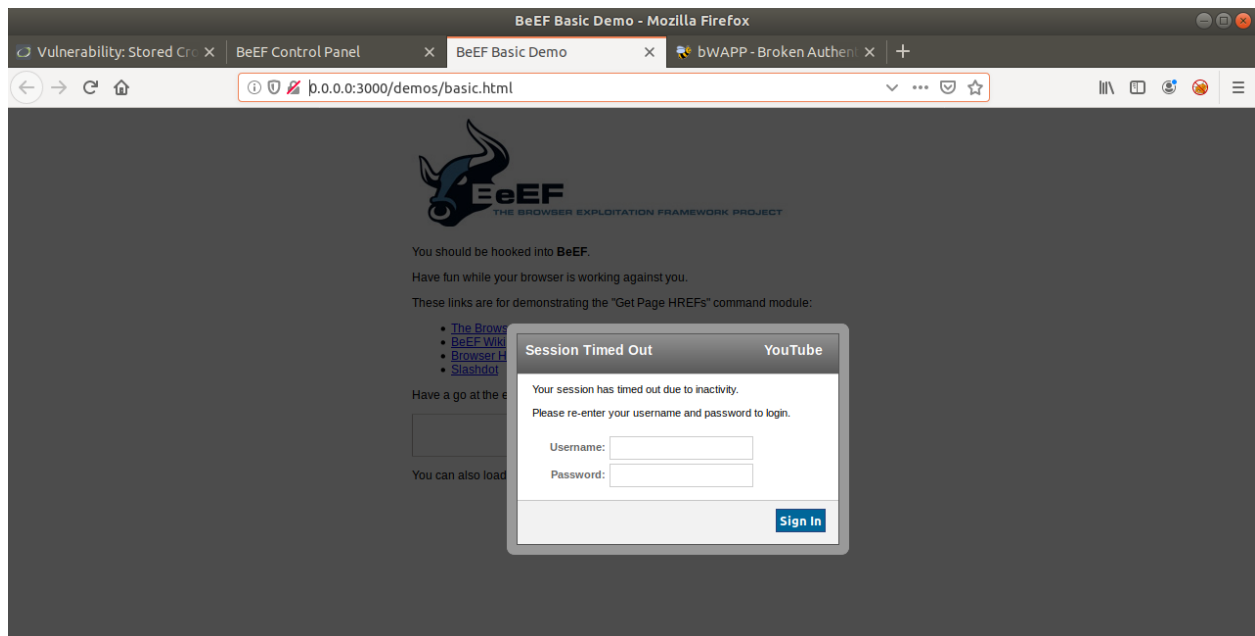 BeEF Basic Demo - Mozilla Firefox
Vulnerability: Stored Cro
BeEF Control Panel
BeEF Basic Demo
bWAPP - Broken Authent
0.0.0.0:3000/demos/basic.html
BeEF
THE BROWSER EXPLOITATION FRAMEWORK PROJECT
You should be hooked into BeEF.
Have fun while your browser is working against you.
These links are for demonstrating the "Get Page HREFs" command module:
The Brows
BeEF Wiki
Browser H
Slashdot
Have a go at the e
You can also load
Session Timed Out YouTube
Your session has timed out due to inactivity.
Please re-enter your username and password to login.
Username:
Password:
Sign In